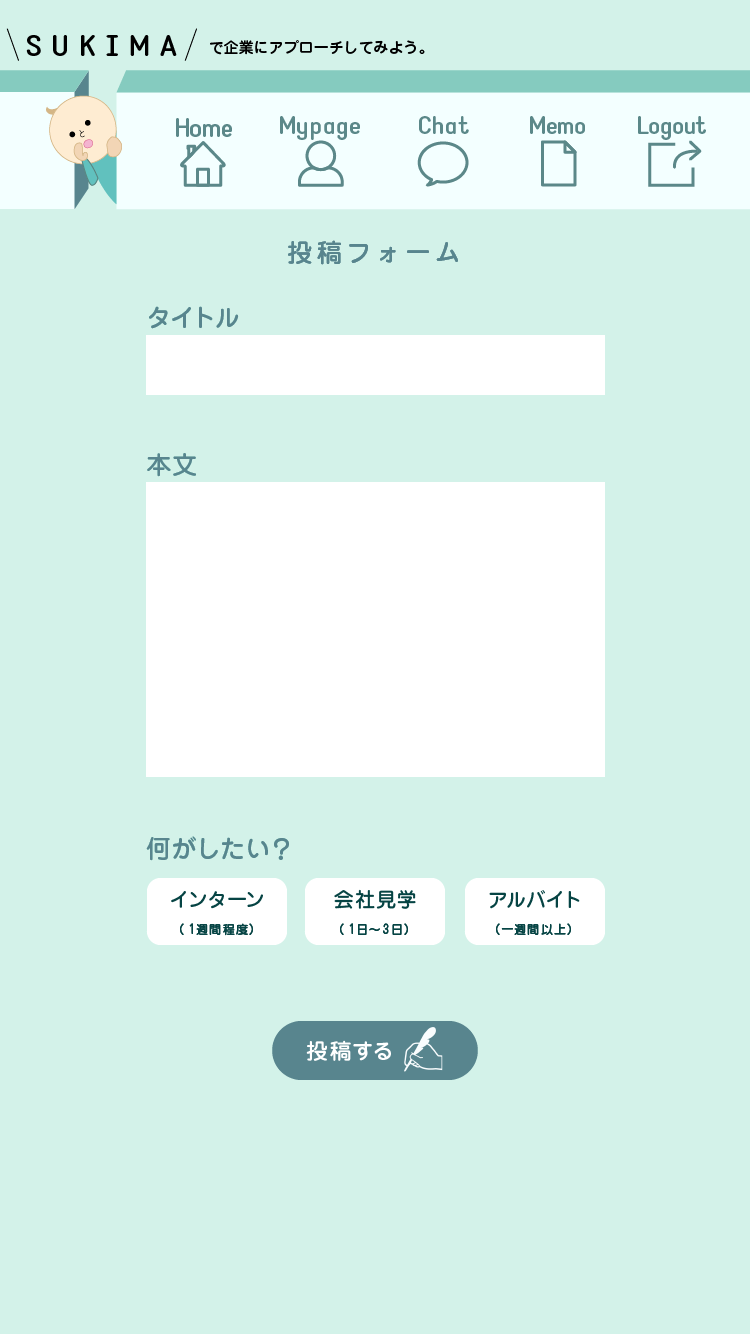 \ SUKIMA / で企業にアプローチしてみよう。
Home Mypage Chat Memo Logout
投稿フォーム
タイトル
本文
何がしたい？
インターン 会社見学 アルバイト
（1週間程度） （1日〜3日） （一週間以上）
投稿する